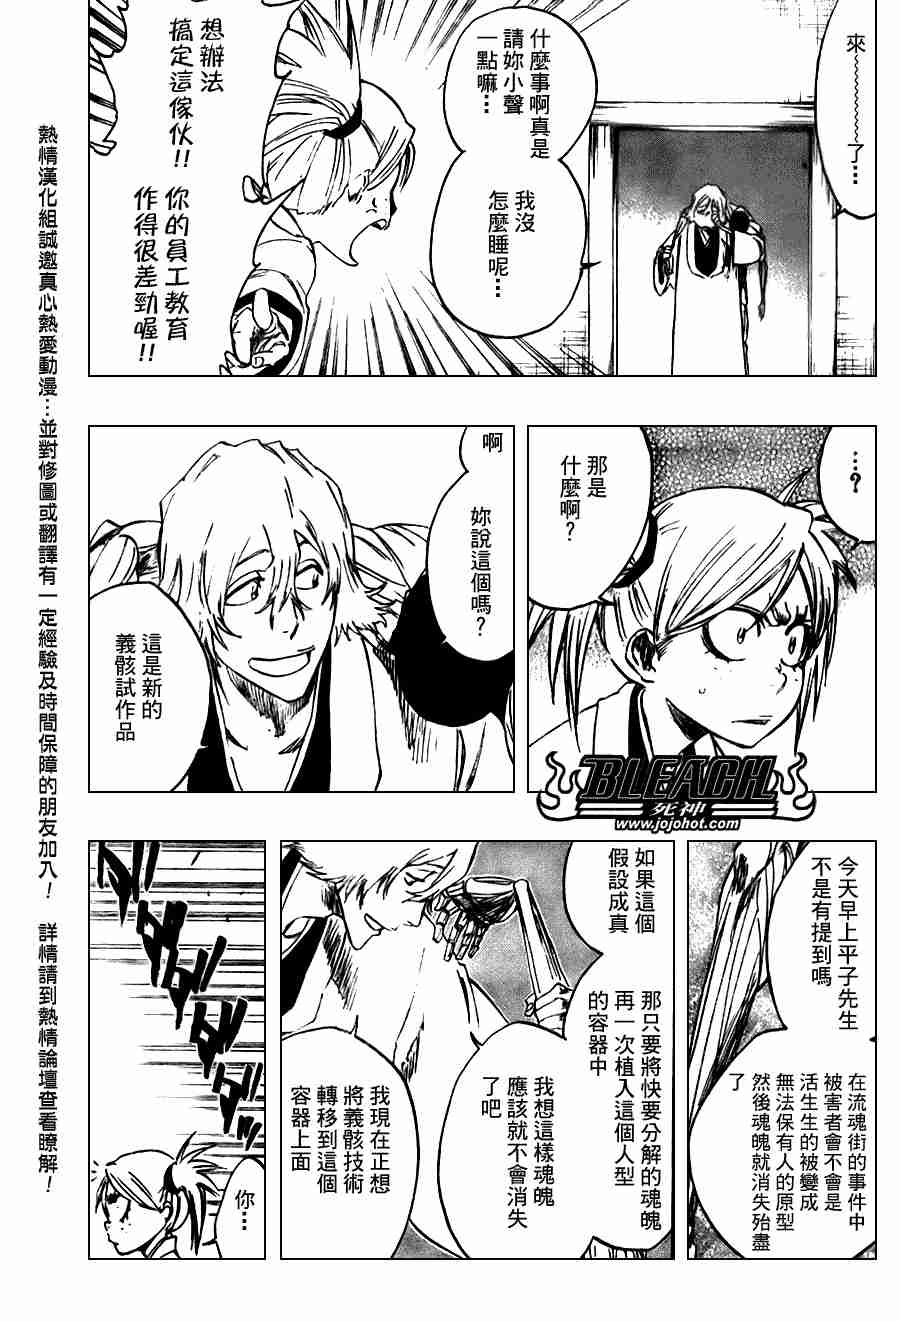 來～～～～～了…
什麼事啊真是
請妳小聲
一點嘛…
我沒
怎麼睡呢…
想辦法
搞定這傢伙!!
你的員工教育
作得很差勁喔!!
…?
那是
什麼啊?
啊
妳說這個嗎?
這是新的
義骸試作品
BLEACH
死神
www.jojohot.com
今天早上平子先生
不是有提到嗎
在流魂街的事件中
被害者會不會是
活生生的被變成
無法保有人的原型
然後魂魄就消失殆盡
了
如果這個
假設成真
那只要將快要分解的魂魄
再一次植入這個人型
的容器中
我想這樣魂魄
應該就不會消失
了吧
我現在正想
將義骸技術
轉移到這個
容器上面
ダダダダッ
你…
熱情漢化組誠邀真心熱愛動漫…並對修圖或翻譯有一定經驗及時間保障的朋友加入! 詳情請到熱情論壇查看瞭解!